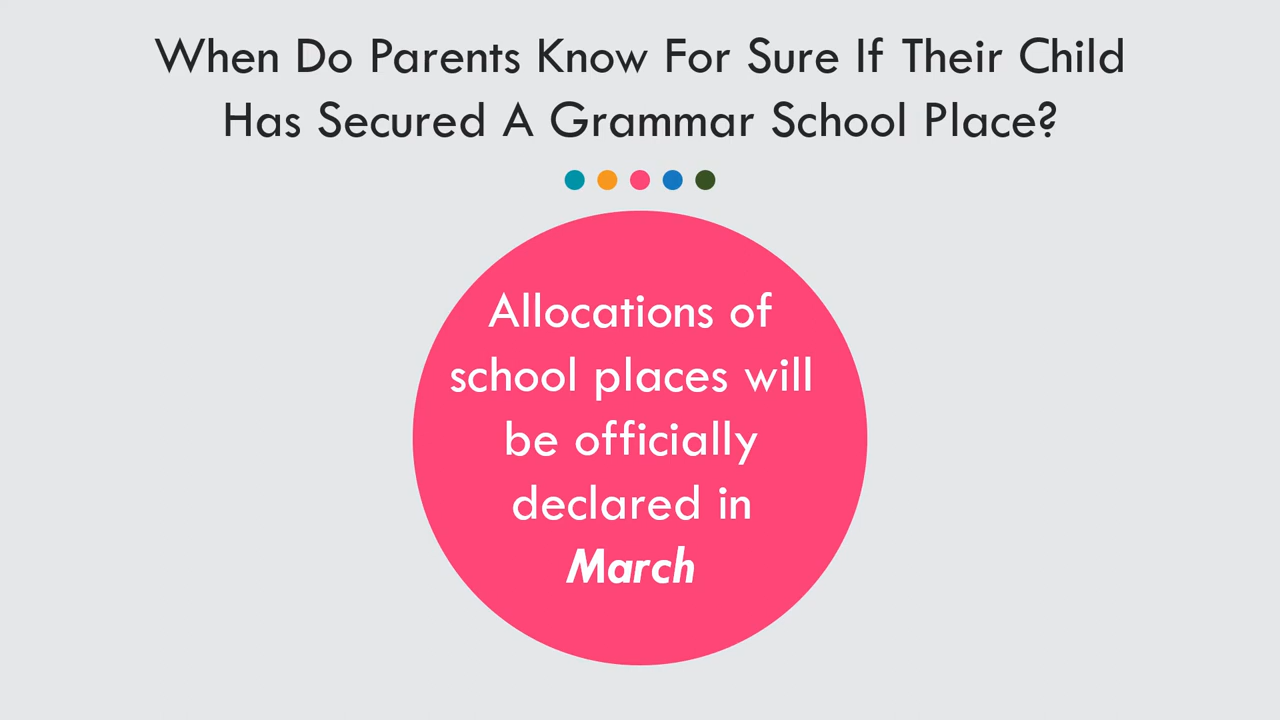 When Do Parents Know For Sure If Their Child
Has Secured A Grammar School Place?
Allocations of
school places will
be officially
declared in
March